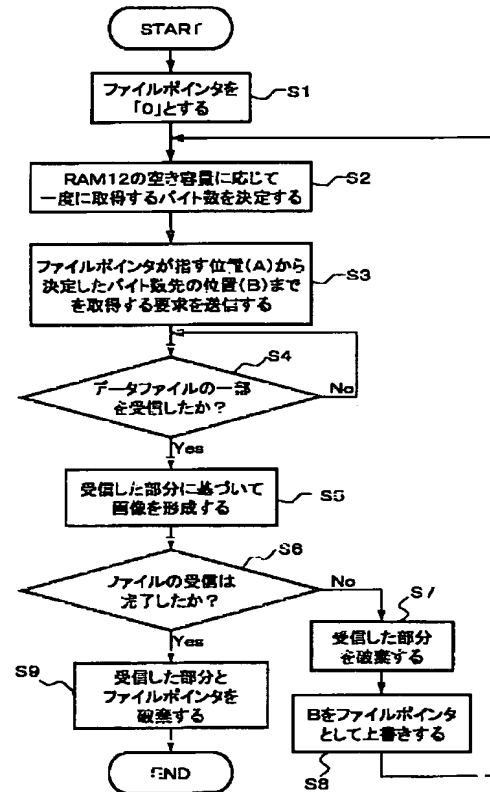 START
ファイルポインタを
「0」とする
S1
RAM12の空き容量に応じて
一度に取得するバイト数を決定する
S2
ファイルポインタが指す位置(A)から
決定したバイト数先の位置(B)まで
を取得する要求を送信する
S3
S4
データファイルの一部
を受信したか?
No
Yes
受信した部分に基づいて
画像を形成する
S5
S6
ファイルの受信は
完了したか?
No
Yes
S7
受信した部分
を破棄する
S9
受信した部分と
ファイルポインタを
破棄する
Bをファイルポインタ
として上書きする
S8
END